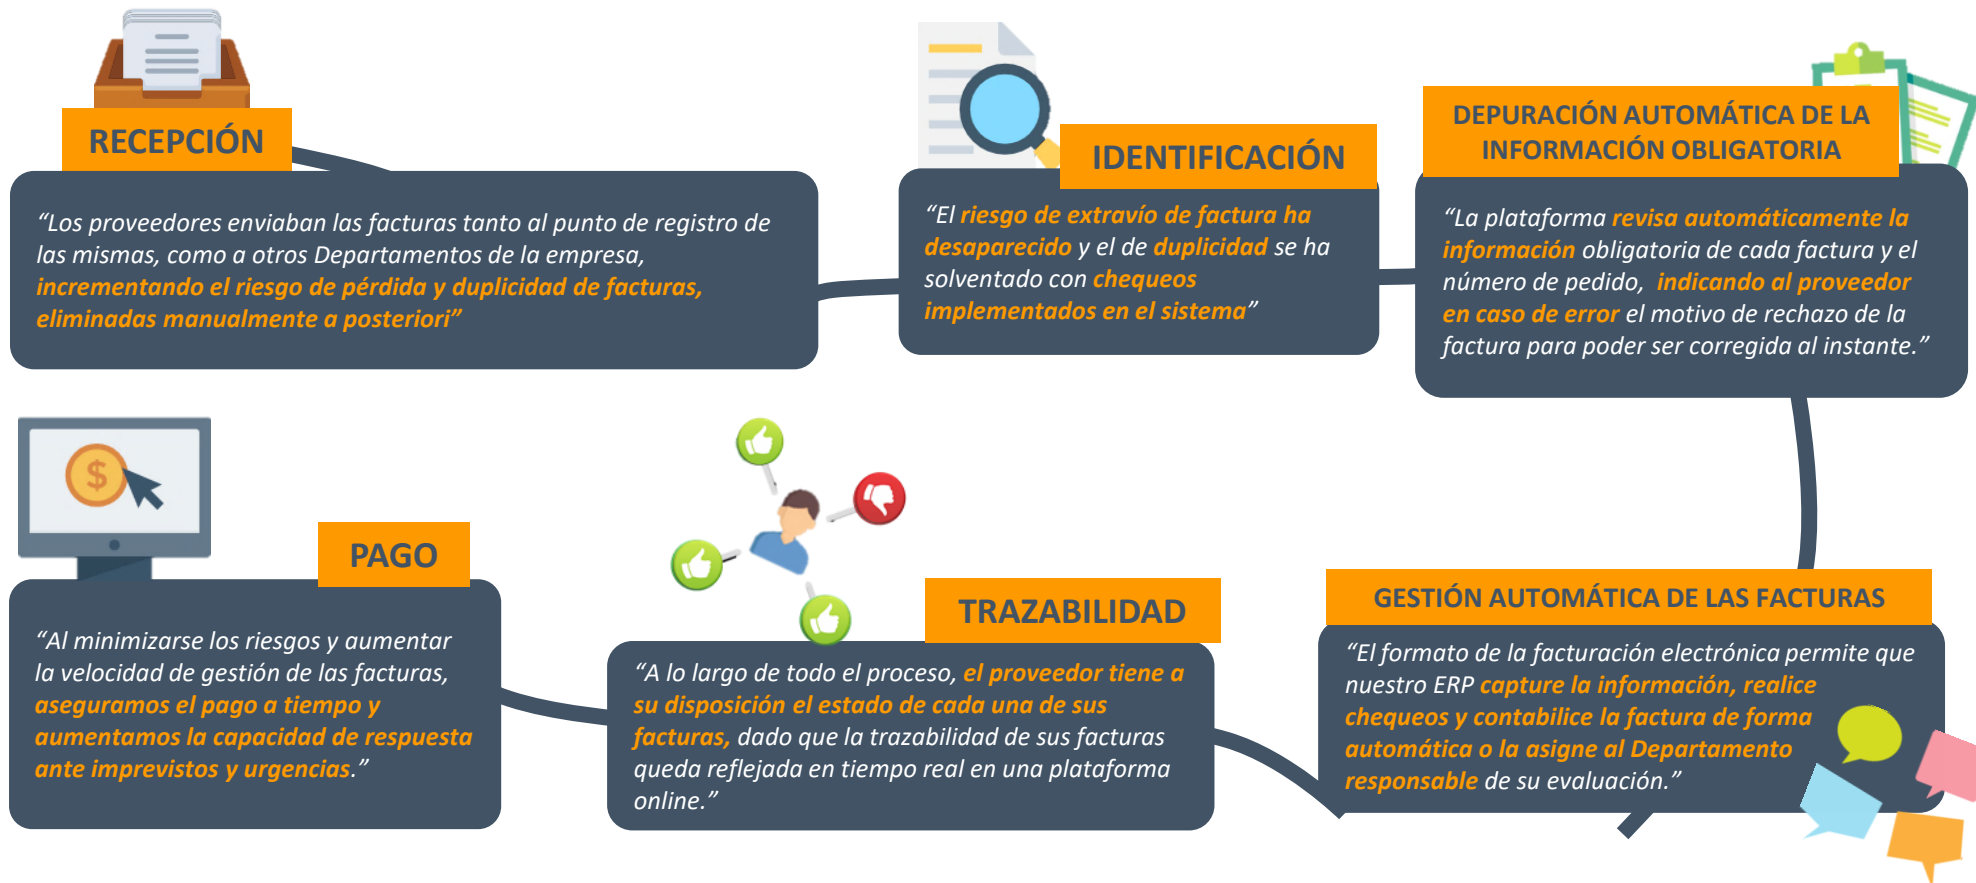 RECEPCIÓN
“Los proveedores enviaban las facturas tanto al punto de registro de
las mismas, como a otros Departamentos de la empresa,
incrementando el riesgo de pérdida y duplicidad de facturas,
eliminadas manualmente a posteriori”
IDENTIFICACIÓN
“El riesgo de extravío de factura ha
desaparecido y el de duplicidad se ha
solventado con chequeos
implementados en el sistema”
DEPURACIÓN AUTOMÁTICA DE LA
INFORMACIÓN OBLIGATORIA
“La plataforma revisa automáticamente la
información obligatoria de cada factura y el
número de pedido, indicando al proveedor
en caso de error el motivo de rechazo de la
factura para poder ser corregida al instante.”
$
PAGO
“Al minimizarse los riesgos y aumentar
la velocidad de gestión de las facturas,
aseguramos el pago a tiempo y
aumentamos la capacidad de respuesta
ante imprevistos y urgencias.”
TRAZABILIDAD
“A lo largo de todo el proceso, el proveedor tiene a
su disposición el estado de cada una de sus
facturas, dado que la trazabilidad de sus facturas
queda reflejada en tiempo real en una plataforma
online.”
GESTIÓN AUTOMÁTICA DE LAS FACTURAS
“El formato de la facturación electrónica permite que
nuestro ERP capture la información, realice
chequeos y contabilice la factura de forma
automática o la asigne al Departamento
responsable de su evaluación.”